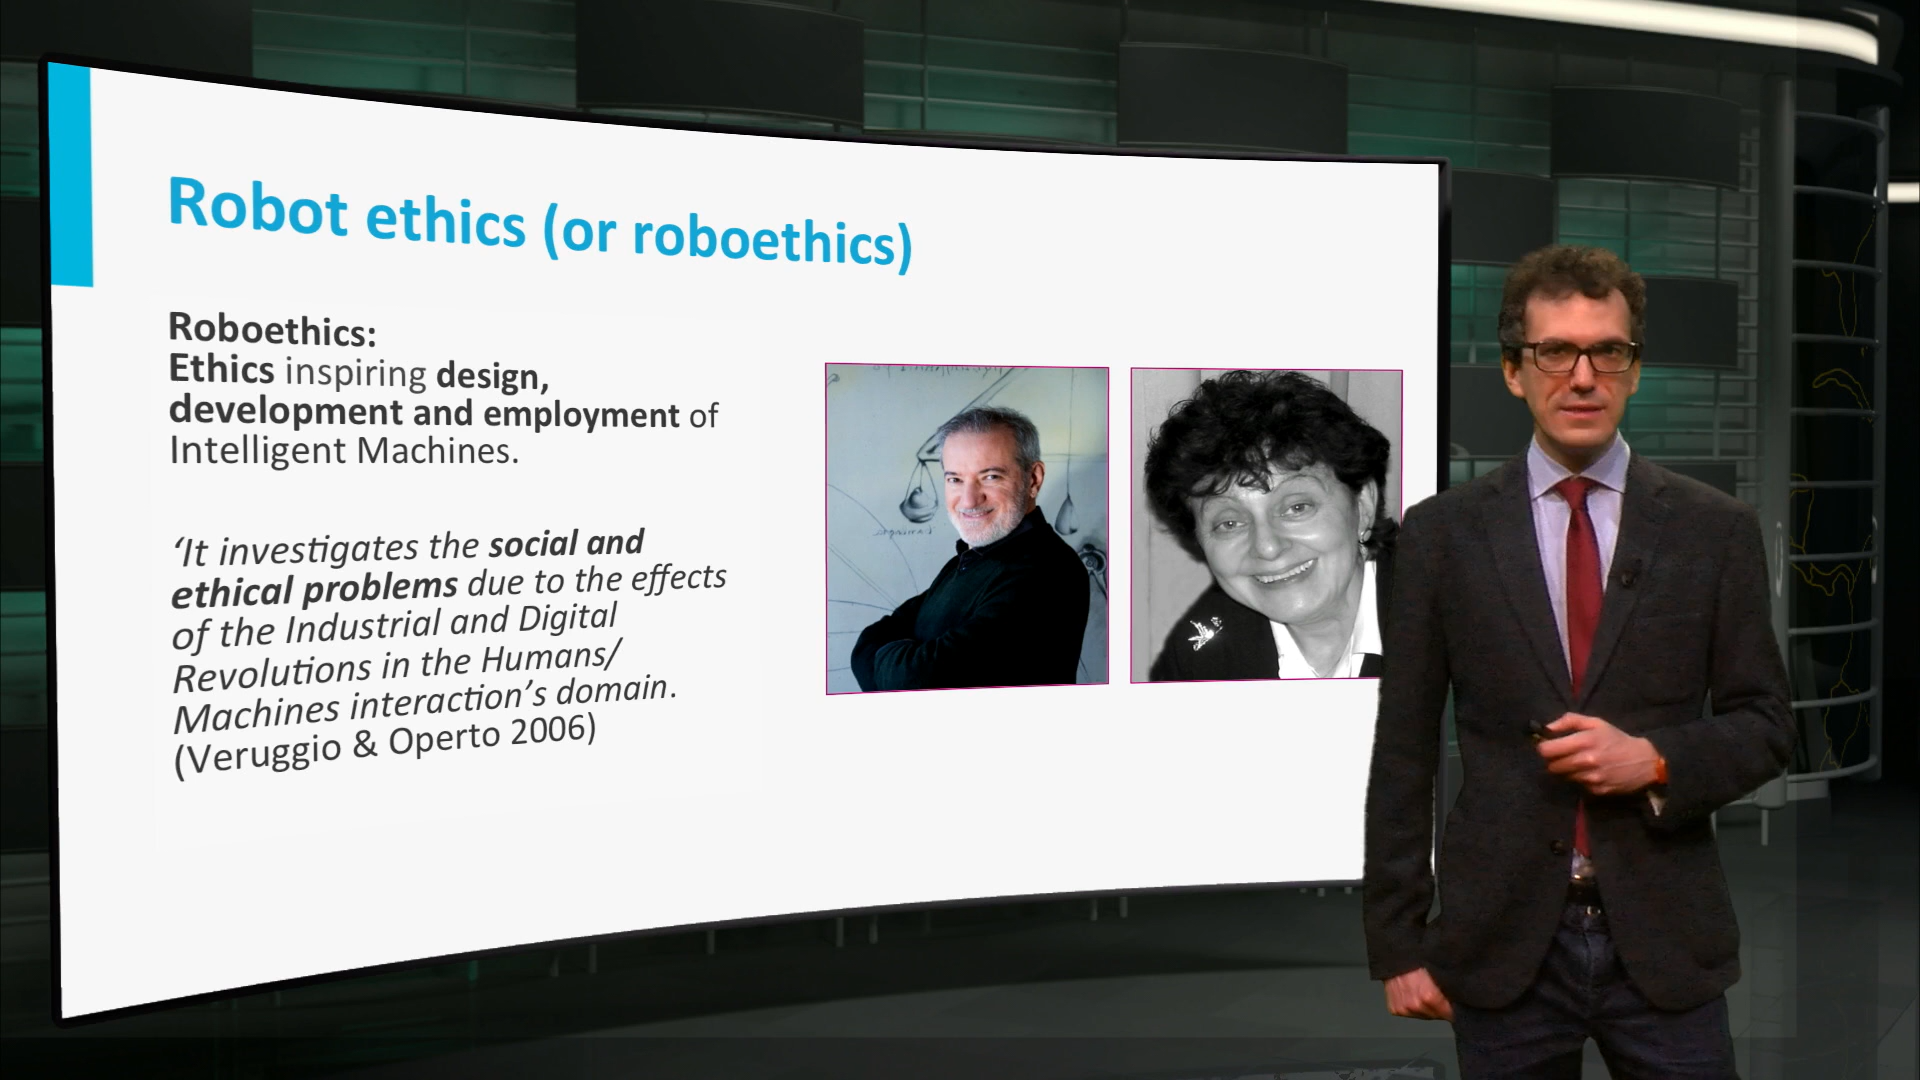 Robot ethics (or roboethics)
Roboethics:
Ethics inspiring design,
development and employment of
Intelligent Machines.
‘It investigates the social and
ethical problems due to the effects
of the Industrial and Digital
Revolutions in the Humans/
Machines interaction’s domain.
(Veruggio & Operto 2006)